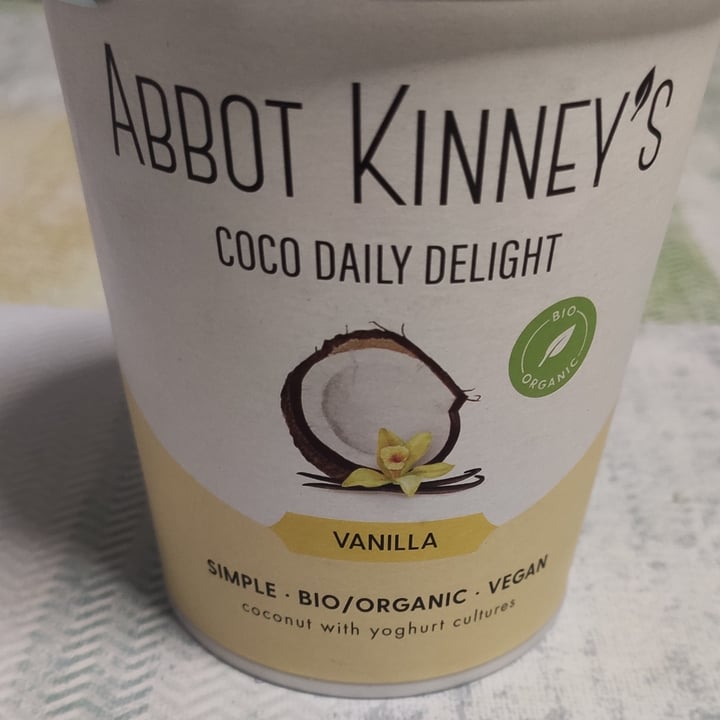 ABBOT KINNEY'S
COCO DAILY DELIGHT
BIO
ORGANIC
VANILLA
SIMPLE · BIO/ORGANIC · VEGAN
coconut with yoghurt cultures